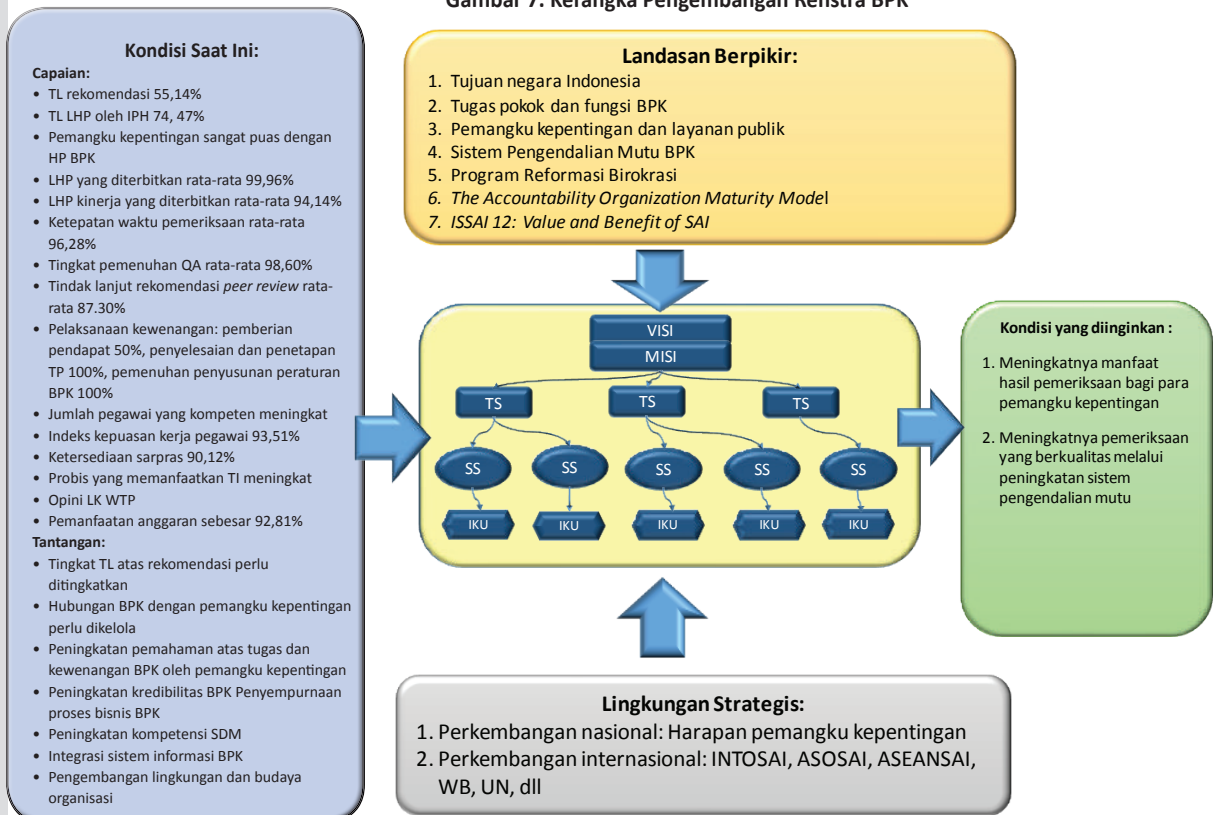 Gambar 7. Kerangka Pengembangan Renstra BPK
Kondisi Saat Ini:
Capaian:
• TL rekomendasi 55,14%
• TL LHP oleh IPH 74, 47%
• Pemangku kepentingan sangat puas dengan
HP BPK
• LHP yang diterbitkan rata-rata 99,96%
• LHP kinerja yang diterbitkan rata-rata 94,14%
• Ketepatan waktu pemeriksaan rata-rata
96,28%
• Tingkat pemenuhan QA rata-rata 98,60%
• Tindak lanjut rekomendasi peer review rata-
rata 87.30%
• Pelaksanaan kewenangan: pemberian
pendapat 50%, penyelesaian dan penetapan
TP 100%, pemenuhan penyusunan peraturan
BPK 100%
• Jumlah pegawai yang kompeten meningkat
• Indeks kepuasan kerja pegawai 93,51%
• Ketersediaan sarpras 90,12%
• Probis yang memanfaatkan TI meningkat
• Opini LK WTP
• Pemanfaatan anggaran sebesar 92,81%
Tantangan:
• Tingkat TL atas rekomendasi perlu
ditingkatkan
• Hubungan BPK dengan pemangku kepentingan
perlu dikelola
• Peningkatan pemahaman atas tugas dan
kewenangan BPK oleh pemangku kepentingan
• Peningkatan kredibilitas BPK Penyempurnaan
proses bisnis BPK
• Peningkatan kompetensi SDM
• Integrasi sistem informasi BPK
• Pengembangan lingkungan dan budaya
organisasi
Landasan Berpikir:
1. Tujuan negara Indonesia
2. Tugas pokok dan fungsi BPK
3. Pemangku kepentingan dan layanan publik
4. Sistem Pengendalian Mutu BPK
5. Program Reformasi Birokrasi
6. The Accountability Organization Maturity Model
7. ISSAI 12: Value and Benefit of SAI
VISI
MISI
TS TS TS
SS SS SS SS SS
IKU IKU IKU IKU IKU
Lingkungan Strategis:
1. Perkembangan nasional: Harapan pemangku kepentingan
2. Perkembangan internasional: INTOSAI, ASOSAI, ASEANSAI,
WB, UN, dll
Kondisi yang diinginkan :
1. Meningkatnya manfaat
hasil pemeriksaan bagi para
pemangku kepentingan
2. Meningkatnya pemeriksaan
yang berkualitas melalui
peningkatan sistem
pengendalian mutu